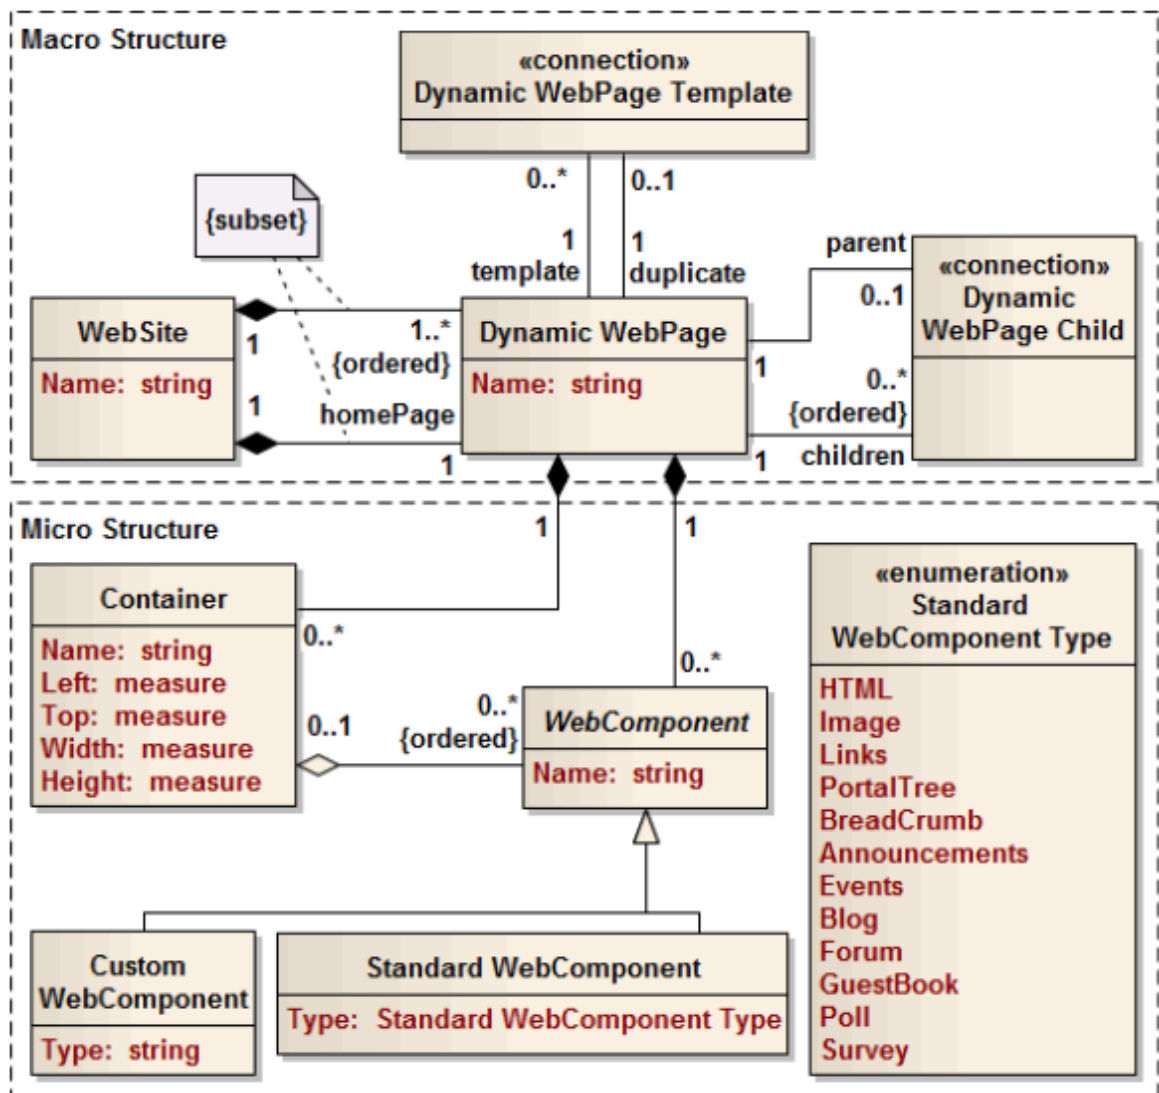 Macro Structure
«connection»
Dynamic WebPage Template
0..*
0..1
{subset}
1
1
template
duplicate
parent
0..1
«connection»
Dynamic
WebPage Child
WebSite
Name: string
1
1..*
{ordered}
Dynamic WebPage
Name: string
1
0..*
{ordered}
1
homePage
1
1
children
Micro Structure
1
1
Container
Name: string
Left: measure
Top: measure
Width: measure
Height: measure
0..*
0..*
0..1
0..*
{ordered}
WebComponent
Name: string
«enumeration»
Standard
WebComponent Type
HTML
Image
Links
PortalTree
BreadCrumb
Announcements
Events
Blog
Forum
GuestBook
Poll
Survey
Custom
WebComponent
Type: string
Standard WebComponent
Type: Standard WebComponent Type